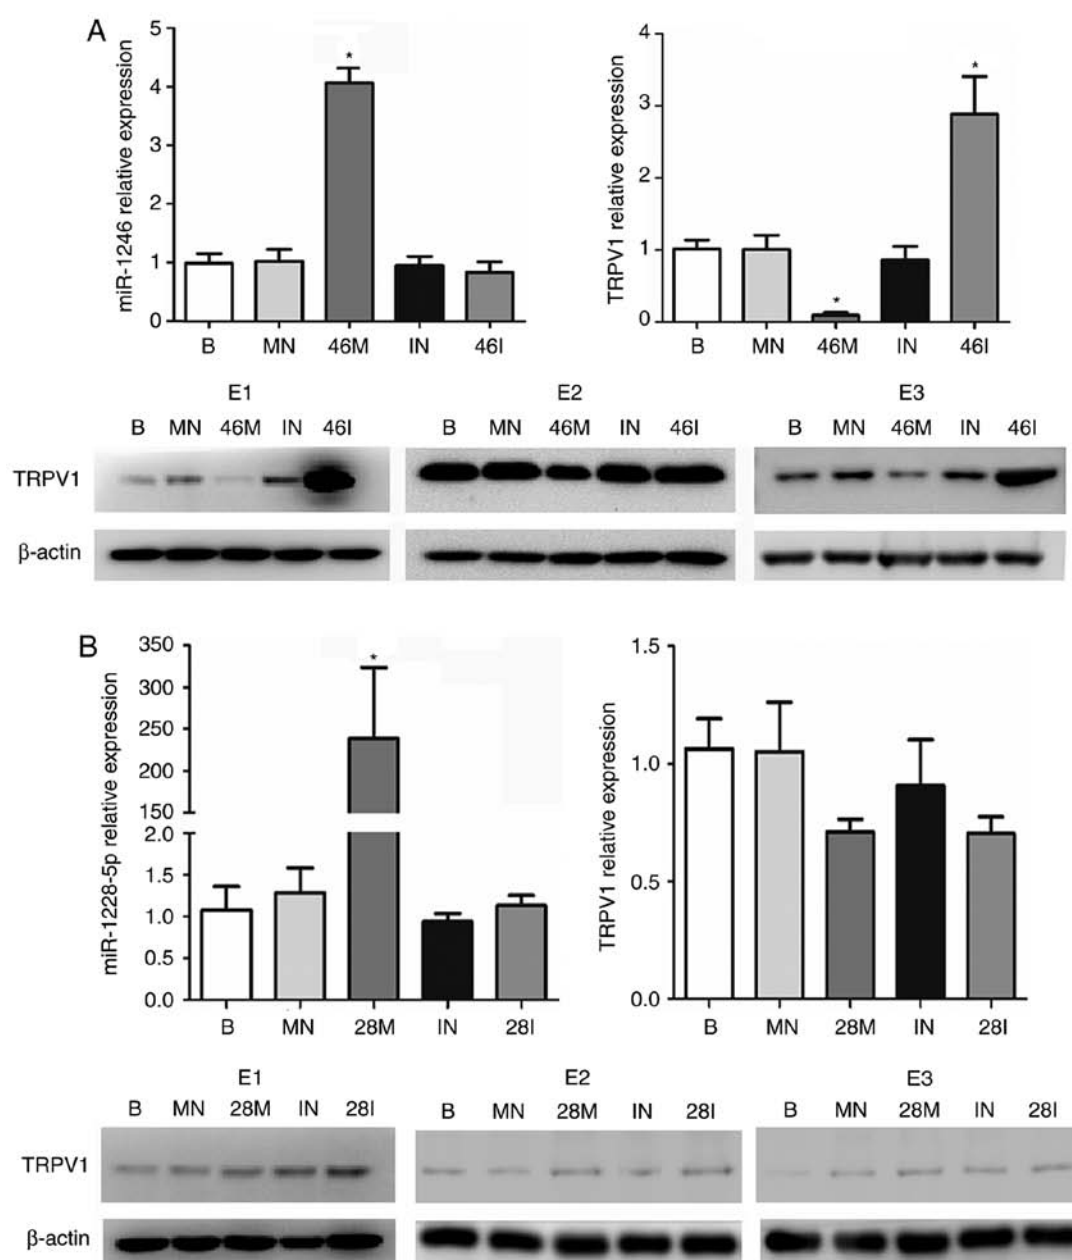 A
miR-1246 relative expression
5
4
3
2
1
0
*
B MN 46M IN 46I
TRPV1 relative expression
4
3
2
1
0
*
*
B MN 46M IN 46I
E1 E2 E3
B MN 46M IN 46I B MN 46M IN 46I B MN 46M IN 46I
TRPV1
β-actin
B
miR-1228-5p relative expression
350
300
250
200
150
2.0
1.5
1.0
0.5
0.0
*
B MN 28M IN 28I
TRPV1 relative expression
1.5
1.0
0.5
0.0
B MN 28M IN 28I
E1 E2 E3
B MN 28M IN 28I B MN 28M IN 28I B MN 28M IN 28I
TRPV1
β-actin